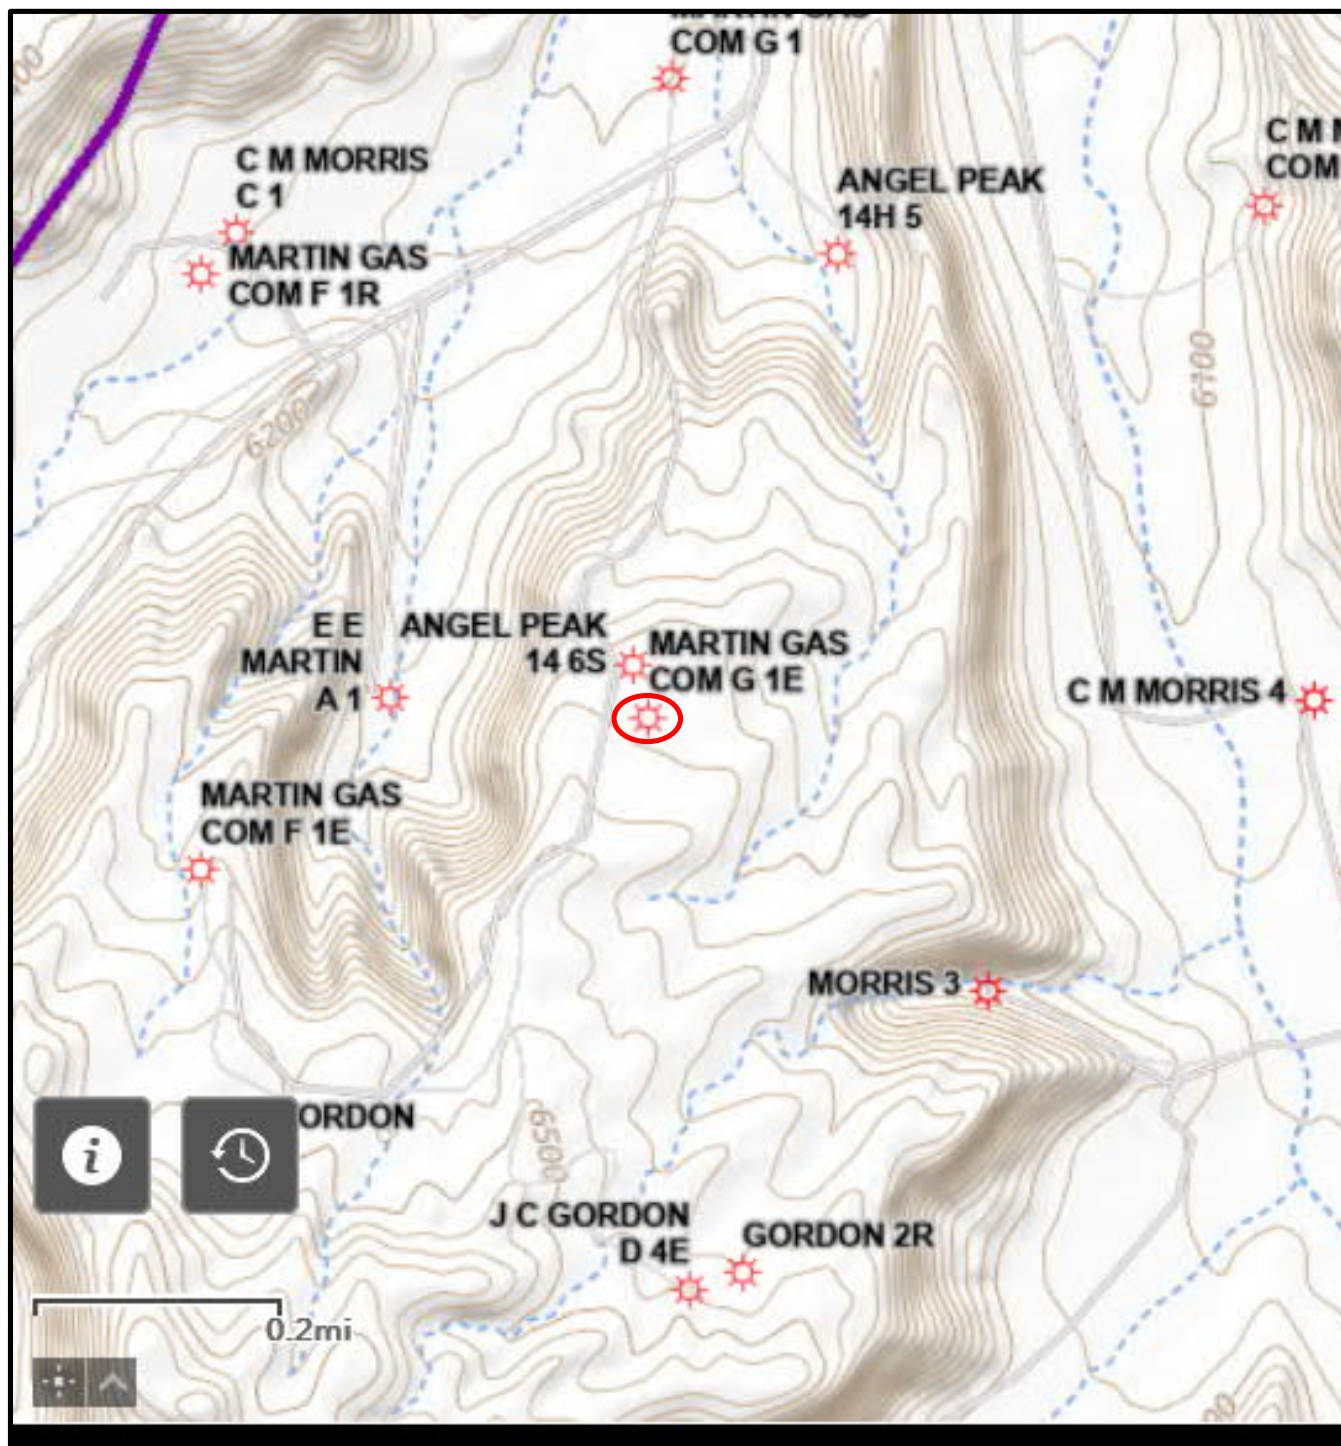 COM G 1
C M MORRIS
C 1
ANGEL PEAK
14H 5
COM
MARTIN GAS
COM F 1R
6100
6200
E E
MARTIN
A 1
ANGEL PEAK
14 6S
MARTIN GAS
COM G 1E
C M MORRIS 4
MARTIN GAS
COM F 1E
MORRIS 3
ORDON
6500
J C GORDON
D 4E
GORDON 2R
0.2mi